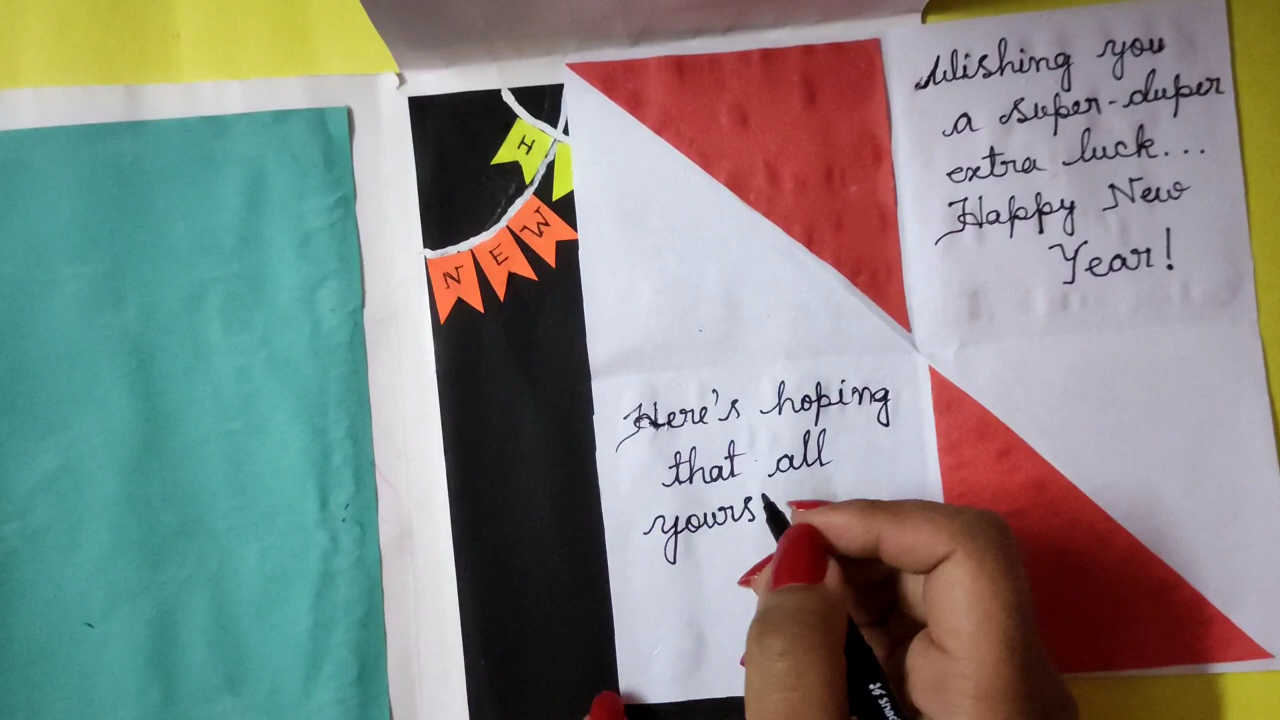 H
NEW
Wishing you
a super-duper
extra luck...
Happy New
Year!
Here's hoping
that all
yours